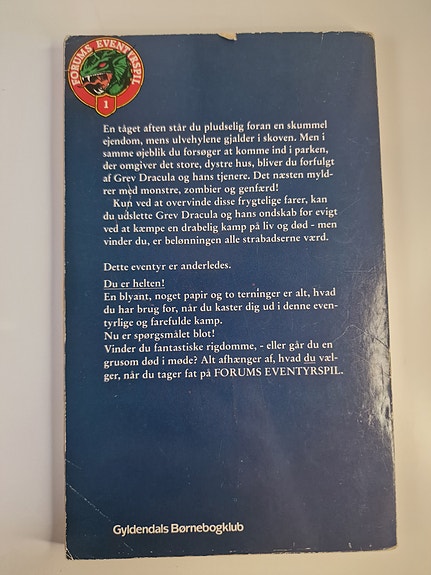 FORUMS EVENTYRSPIL
1
En tåget aften står du pludselig foran en skummel
ejendom, mens ulvehylene gjalder i skoven. Men i
samme øjeblik du forsøger at komme ind i parken,
der omgiver det store, dystre hus, bliver du forfulgt
af Grev Dracula og hans tjenere. Det næsten myld-
rer med monstre, zombier og genfærd!
Kun ved at overvinde disse frygtelige farer, kan
du udslette Grev Dracula og hans ondskab for evigt
ved at kæmpe en drabelig kamp på liv og død - men
vinder du, er belønningen alle strabadserne værd.
Dette eventyr er anderledes.
Du er helten!
En blyant, noget papir og to terninger er alt, hvad
du har brug for, når du kaster dig ud i denne even-
tyrlige og farefulde kamp.
Nu er spørgsmålet blot!
Vinder du fantastiske rigdomme, - eller går du en
grusom død i møde? Alt afhænger af, hvad du væl-
ger, når du tager fat på FORUMS EVENTYRSPIL.
Gyldendals Børnebogklub